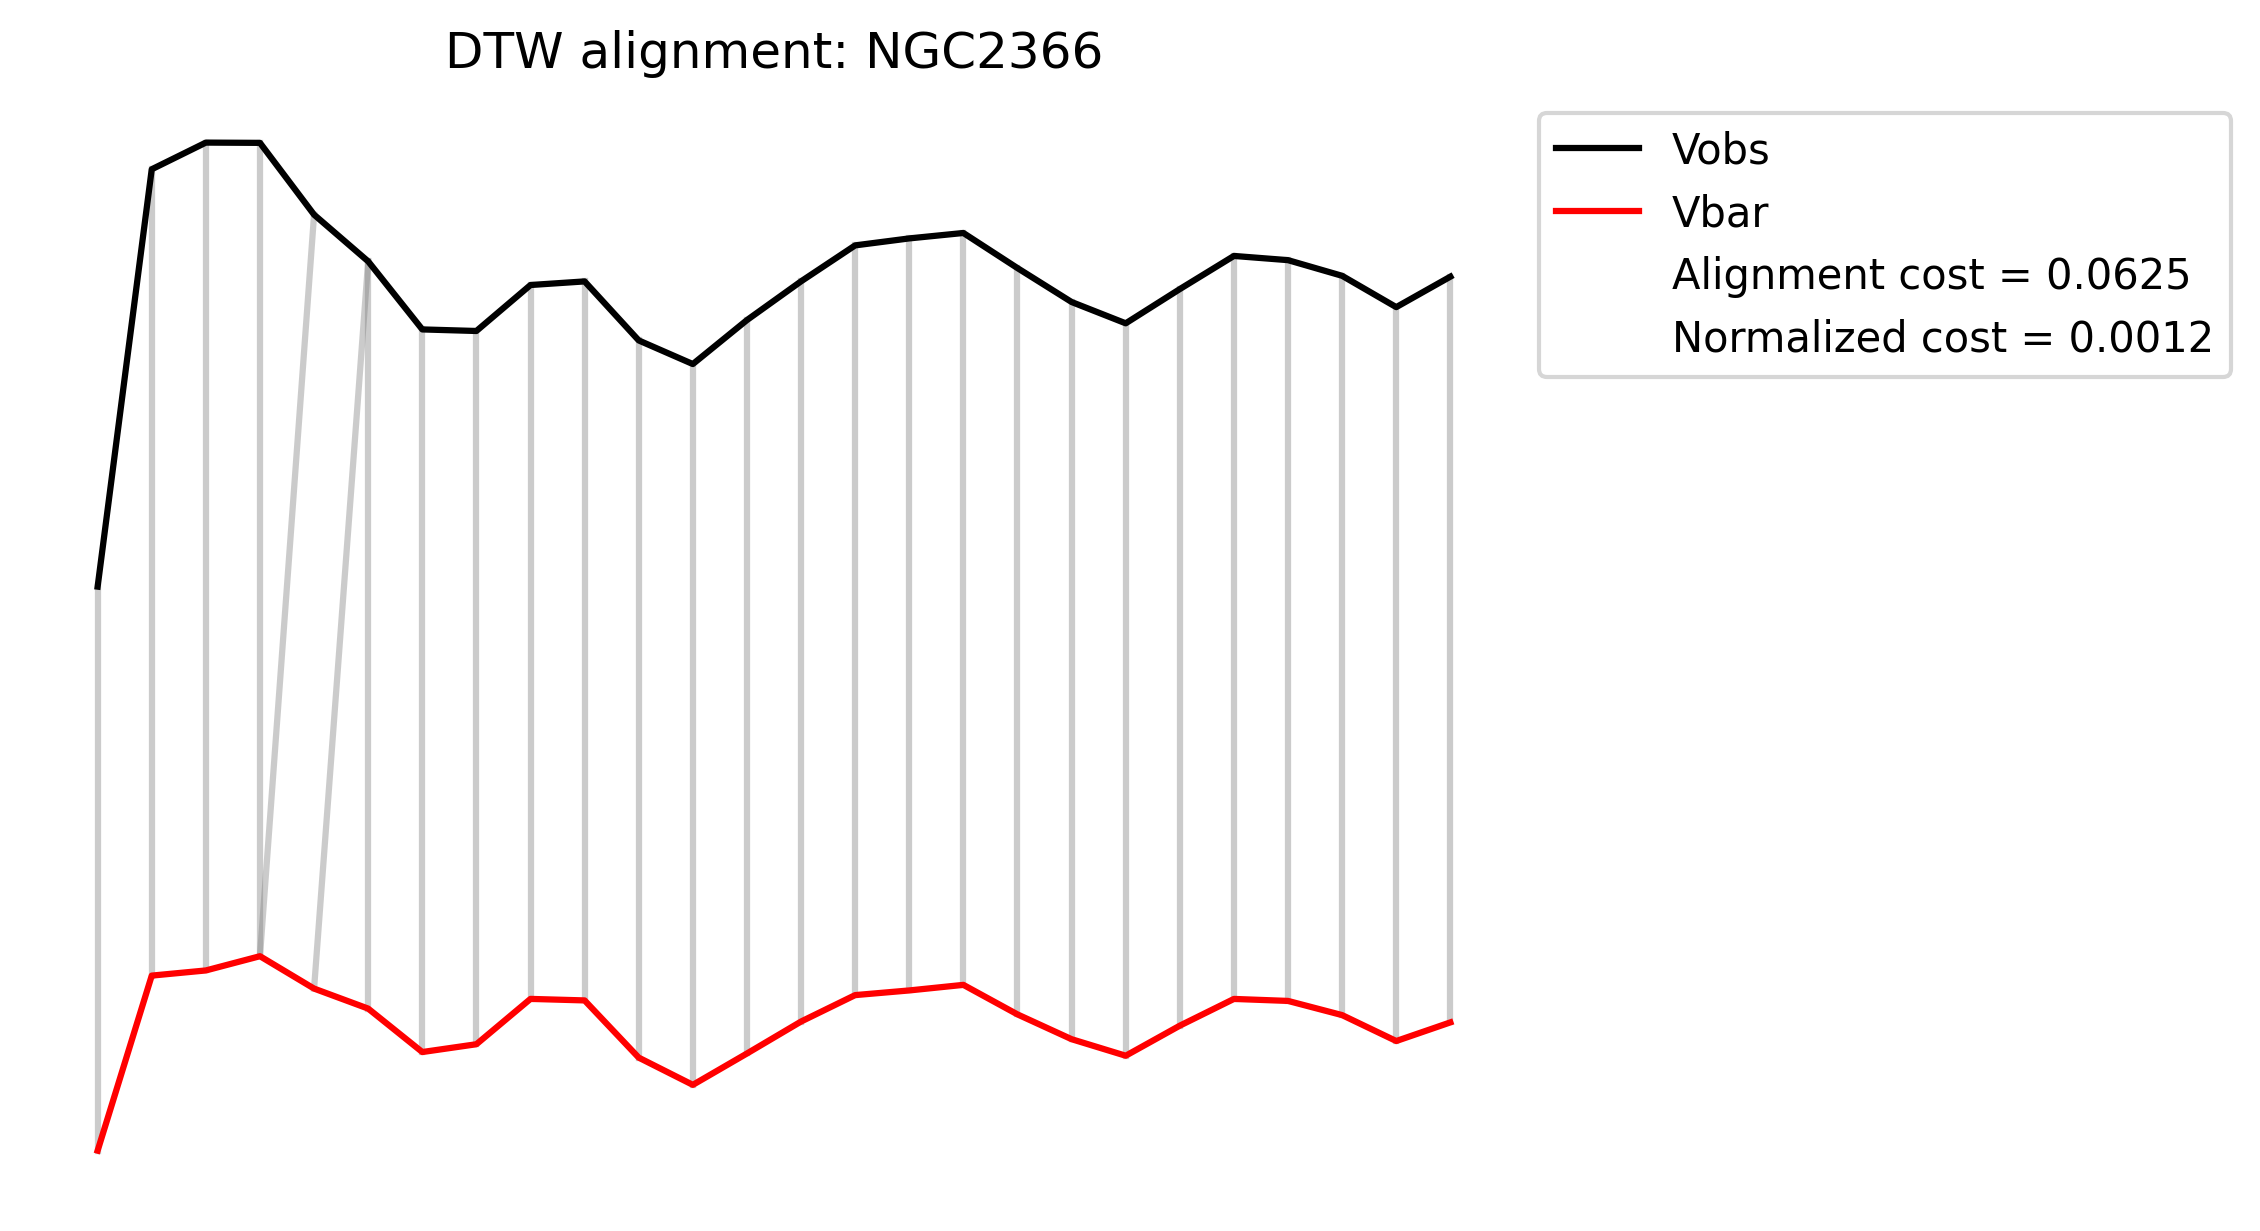 DTW alignment: NGC2366
Vobs
Vbar
Alignment cost = 0.0625
Normalized cost = 0.0012